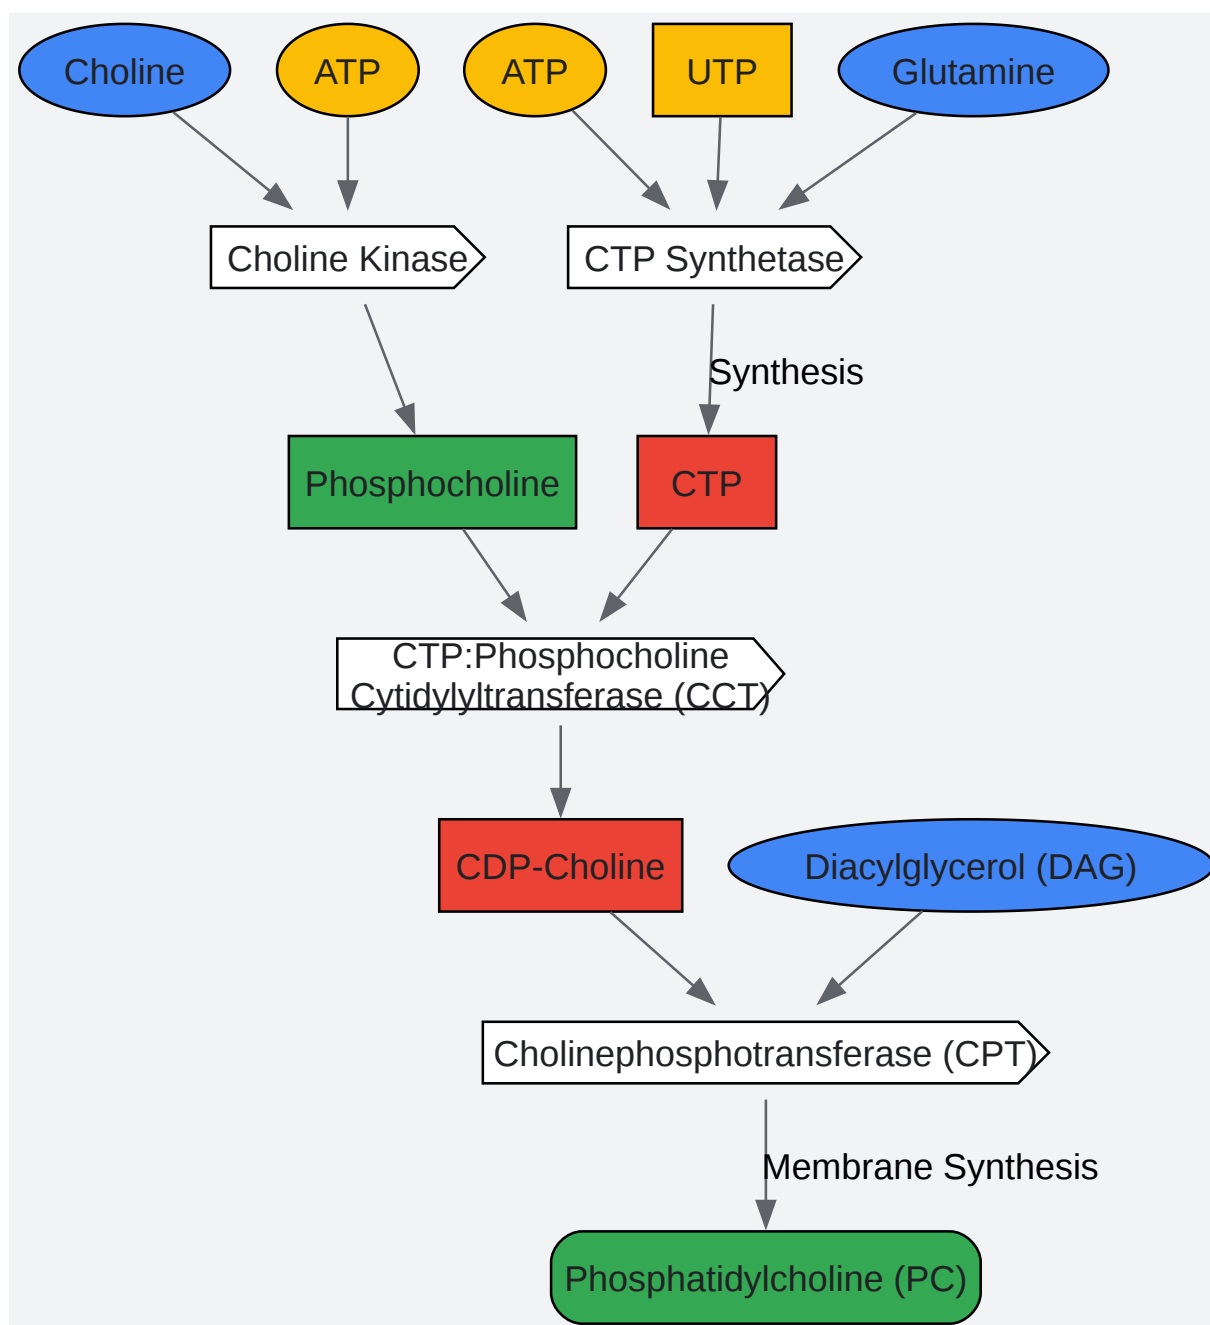 Choline
ATP
ATP
UTP
Glutamine
Choline Kinase
CTP Synthetase
Synthesis
Phosphocholine
CTP
CTP:Phosphocholine
Cytidylyltransferase (CCT)
CDP-Choline
Diacylglycerol (DAG)
Cholinephosphotransferase (CPT)
Membrane Synthesis
Phosphatidylcholine (PC)